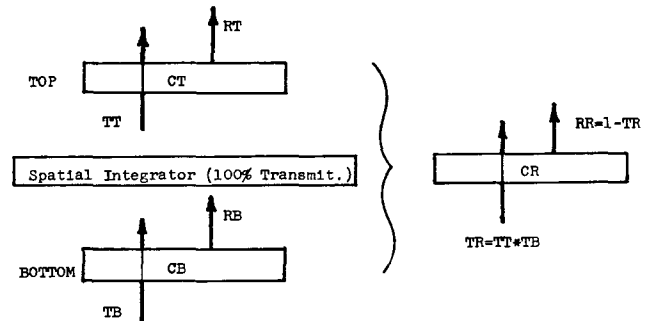 RT
TOP
CT
TT
RR=1-TR
Spatial Integrator (100% Transmit.)
CR
RB
TR=TT*TB
BOTTOM
CB
TB